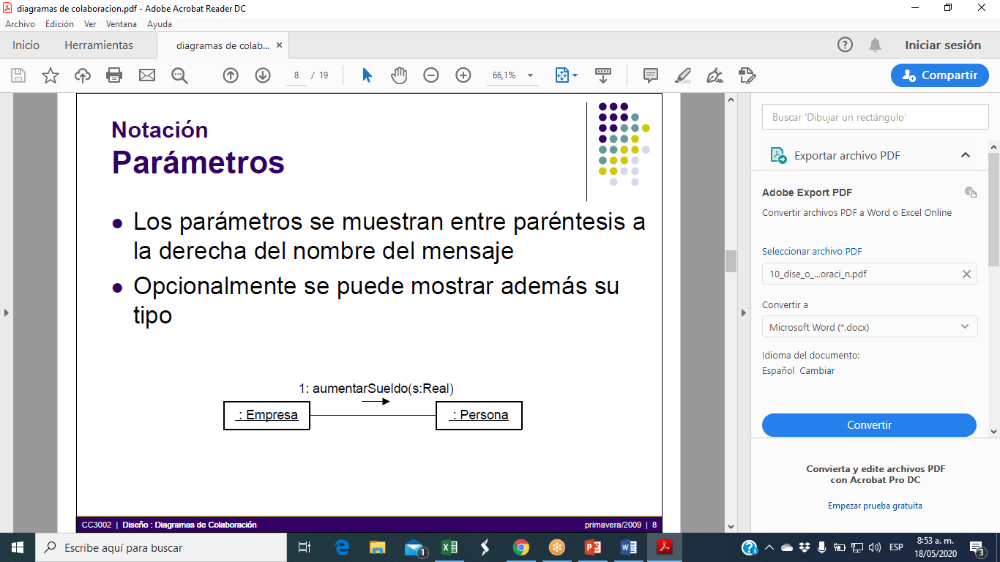 diagramas de colaboracion.pdf - Adobe Acrobat Reader DC
Archivo Edición Ver Ventana Ayuda
Inicio Herramientas diagramas de colab... Iniciar sesión
8 / 19 66,1% Compartir
Notación
Parámetros
Los parámetros se muestran entre paréntesis a
la derecha del nombre del mensaje
Opcionalmente se puede mostrar además su
tipo
1: aumentarSueldo(s:Real)
: Empresa : Persona
CC3002 | Diseño : Diagramas de Colaboración primavera/2009 | 8
Buscar 'Dibujar un rectángulo'
Exportar archivo PDF
Adobe Export PDF
Convertir archivos PDF a Word o Excel Online
Seleccionar archivo PDF
10_dise_o_...oraci_n.pdf
Convertir a
Microsoft Word (*.docx)
Idioma del documento:
Español Cambiar
Convertir
Convierta y edite archivos PDF
con Acrobat Pro DC
Empezar prueba gratuita
Escribe aquí para buscar
1
ESP
8:53 a. m.
18/05/2020
3